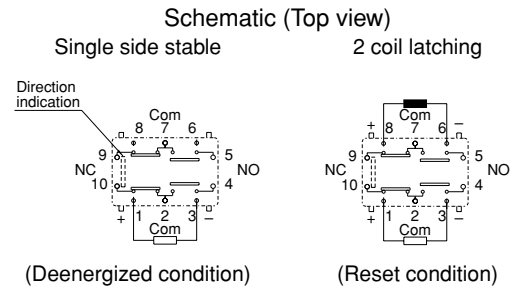 Schematic (Top view)
Single side stable
2 coil latching
Direction
indication
Com
8 7 6
9 5
NC NO
10 4
+ 1 2 3 –
Com
(Deenergized condition)
+ Com –
8 7 6
9 5
NC NO
10 4
1 2 3
Com
(Reset condition)